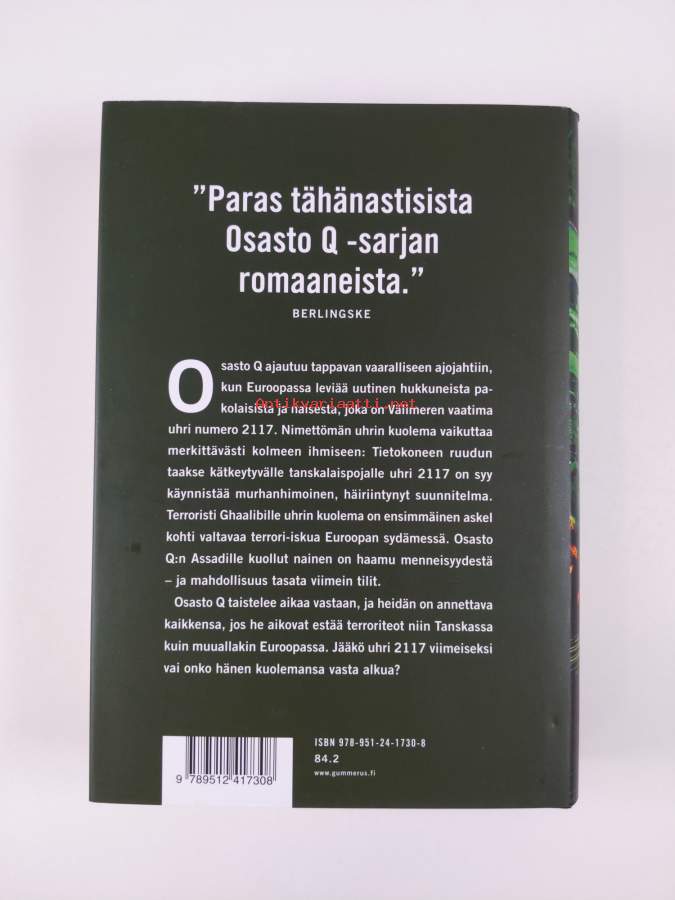 ”Paras tähänastisista
Osasto Q -sarjan
romaaneista.”
BERLINGSKE
Osasto Q ajautuu tappavan vaaralliseen ajojahtiin,
kun Euroopassa leviää uutinen hukkuneista pa-
Antikvariaatti.net
kolaisista ja naisesta, joka on Välimeren vaatima
uhri numero 2117. Nimettömän uhrin kuolema vaikuttaa
merkittävästi kolmeen ihmiseen: Tietokoneen ruudun
taakse kätkeytyvälle tanskalaispojalle uhri 2117 on syy
käynnistää murhanhimoinen, häiriintynyt suunnitelma.
Terroristi Ghaalibille uhrin kuolema on ensimmäinen askel
kohti valtavaa terrori-iskua Euroopan sydämessä. Osasto
Q:n Assadille kuollut nainen on haamu menneisyydestä
– ja mahdollisuus tasata viimein tilit.
Osasto Q taistelee aikaa vastaan, ja heidän on annettava
kaikkensa, jos he aikovat estää terroriteot niin Tanskassa
kuin muuallakin Euroopassa. Jääkö uhri 2117 viimeiseksi
vai onko hänen kuolemansa vasta alkua?
ISBN 978-951-24-1730-8
84.2
www.gummerus.fi
9 789512 417308